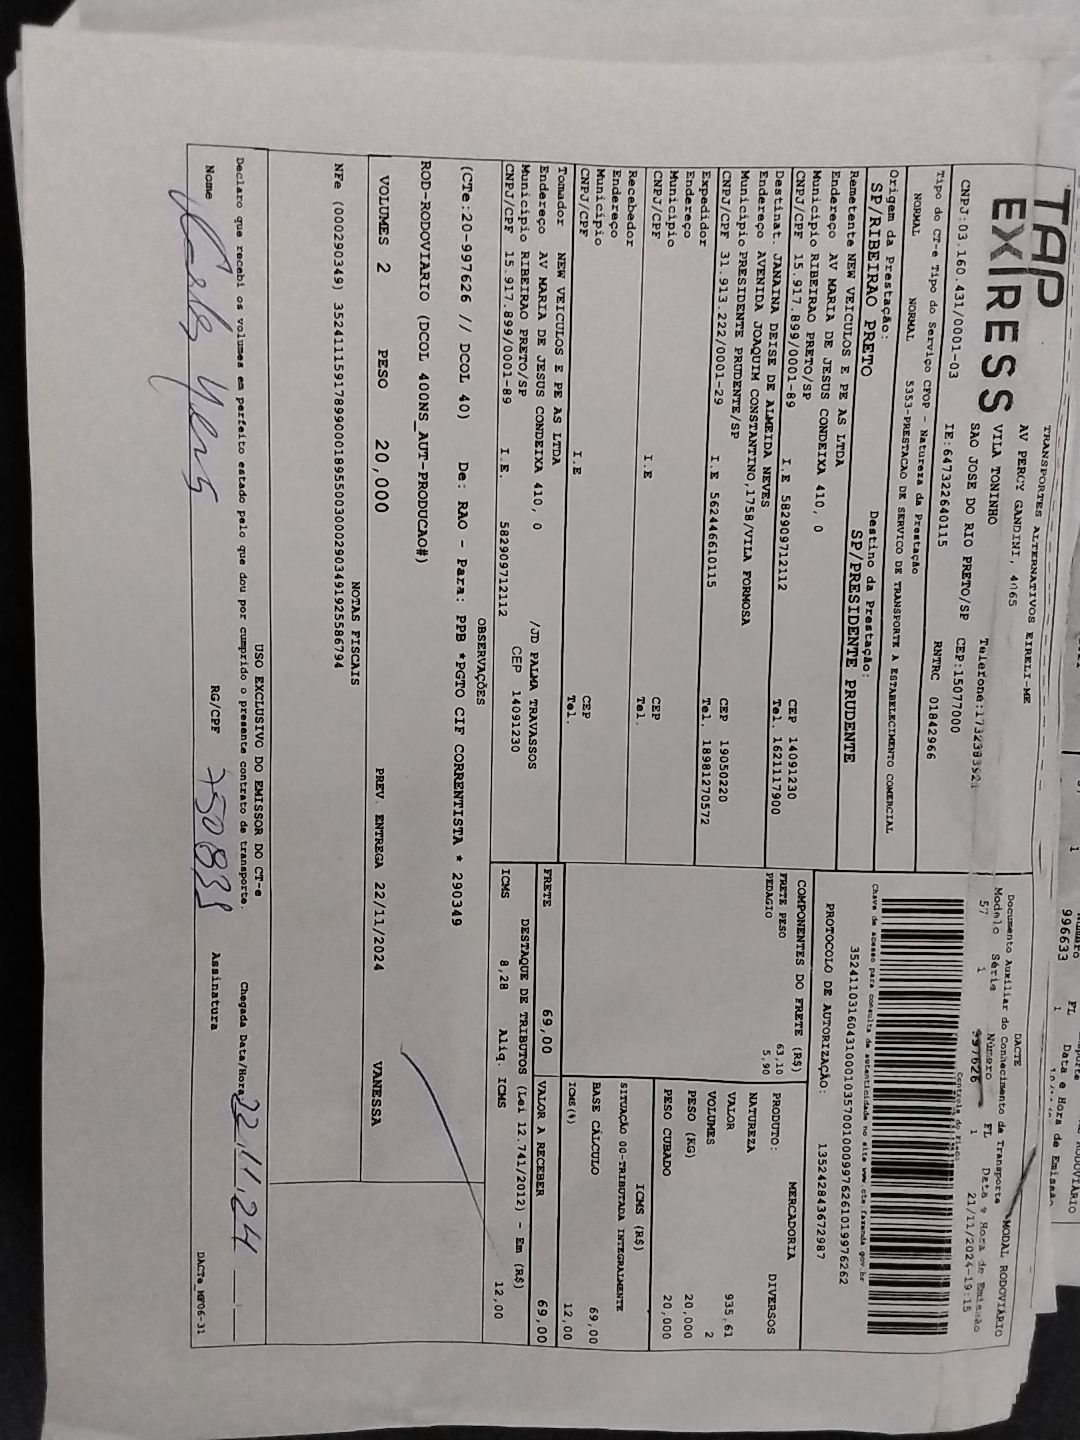 TAP
EX/RESS
TRANSPORTES ALTERNATIVOS EIRELI-ME
AV PERCY GANDINI, 4065
VILA TONINHO
SAO JOSE DO RIO PRETO/SP
CEP:15077000
CNPJ:03.160.431/0001-03
IE:647322640115
RNTRC 01842966
DACTE
MODAL RODOVIÁRIO
Documento Auxiliar do Conhecimento de Transporte
Modelo Série Número FL Data e Hora de Emissão
57 1 997626 1 21/11/2024-19:15
Controle do Fisco:
Tipo do CT-e Tipo do Serviço CFOP - Natureza da Prestação
NORMAL NORMAL 5353-PRESTACAO DE SERVICO DE TRANSPORTE A ESTABELECIMENTO COMERCIAL
Chave de acesso para consulta de autenticidade no site www.cte.fazenda.gov.br
Origem da Prestação: Destino da Prestação:
SP/RIBEIRAO PRETO SP/PRESIDENTE PRUDENTE
PROTOCOLO DE AUTORIZAÇÃO: 135242843672987
Remetente NEW VEICULOS E PE AS LTDA
Endereço AV MARIA DE JESUS CONDEIXA 410, 0
Município RIBEIRAO PRETO/SP CEP 14091230
CNPJ/CPF 15.917.899/0001-89 I.E 582909712112 Tel. 1621117900
Destinat. JANAINA DEISE DE ALMEIDA NEVES
Endereço AVENIDA JOAQUIM CONSTANTINO,1758/VILA FORMOSA
Município PRESIDENTE PRUDENTE/SP CEP 19050220
CNPJ/CPF 31.913.222/0001-29 I.E 562446610115 Tel. 18981270572
Expedidor
Endereço
Município CEP
CNPJ/CPF I.E Tel.
Recebedor
Endereço
Município CEP
CNPJ/CPF I.E Tel.
Tomador NEW VEICULOS E PE AS LTDA
Endereço AV MARIA DE JESUS CONDEIXA 410, 0 /JD PALMA TRAVASSOS
Município RIBEIRAO PRETO/SP CEP 14091230
CNPJ/CPF 15.917.899/0001-89 I.E. 582909712112
COMPONENTES DO FRETE (R$)
FRETE PESO 63,10
PEDAGIO 5,90
PRODUTO: MERCADORIA
NATUREZA DIVERSOS
VALOR 935,61
VOLUMES 2
PESO (KG) 20,000
PESO CUBADO 20,000
ICMS (R$)
SITUAÇÃO 00-TRIBUTADA INTEGRALMENTE
BASE CÁLCULO 69,00
ICMS(%) 12,00
FRETE 69,00 VALOR A RECEBER 69,00
DESTAQUE DE TRIBUTOS (Lei 12.741/2012) - Em (R$)
ICMS 8,28 Aliq. ICMS 12,00
OBSERVAÇÕES
(CTe:20-997626 // DCOL 40) De: RAO - Para: PPB *PGTO CIF CORRENTISTA * 290349
ROD-RODOVIARIO (DCOL 400NS_AUT-PRODUCAO#)
VOLUMES 2 PESO 20,000 PREV. ENTREGA 22/11/2024 VANESSA
NOTAS FISCAIS
USO EXCLUSIVO DO EMISSOR DO CT-e
Declaro que recebi os volumes em perfeito estado pelo que dou por cumprido o presente contrato de transporte.
Nome RG/CPF Assinatura Chegada Data/Hora 22.11.24
DACTe_MF06-31
996633